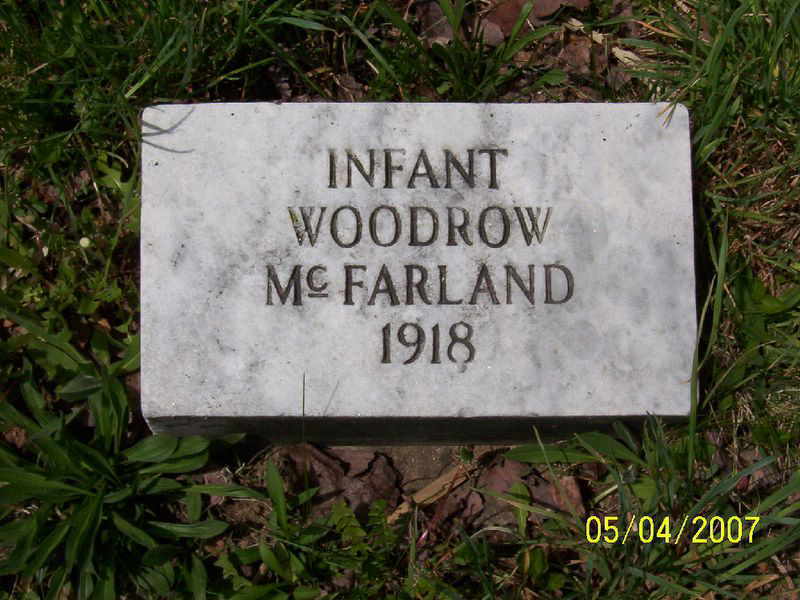 INFANT
WOODROW
McFARLAND
1918
05/04/2007